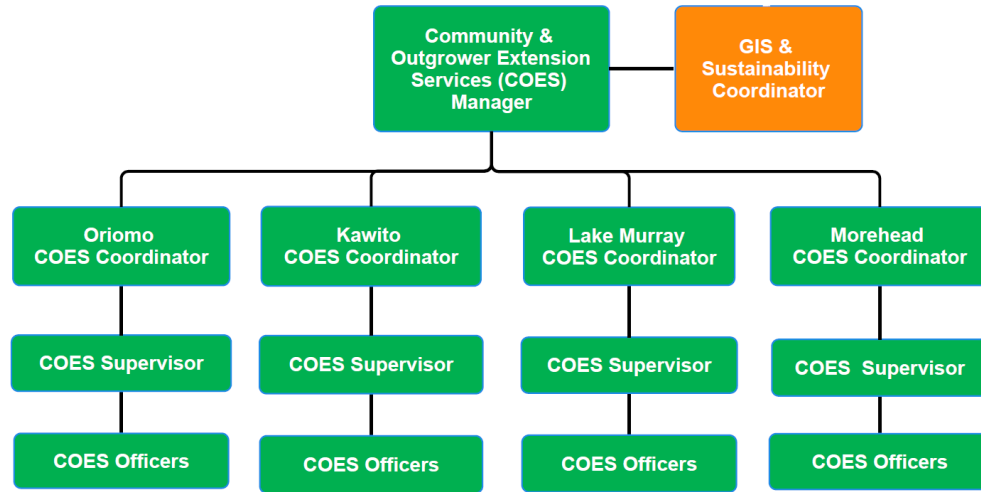 Community &
Outgrower Extension
Services (COES)
Manager
GIS &
Sustainability
Coordinator
Oriomo
COES Coordinator
Kawito
COES Coordinator
Lake Murray
COES Coordinator
Morehead
COES Coordinator
COES Supervisor
COES Supervisor
COES Supervisor
COES Supervisor
COES Officers
COES Officers
COES Officers
COES Officers